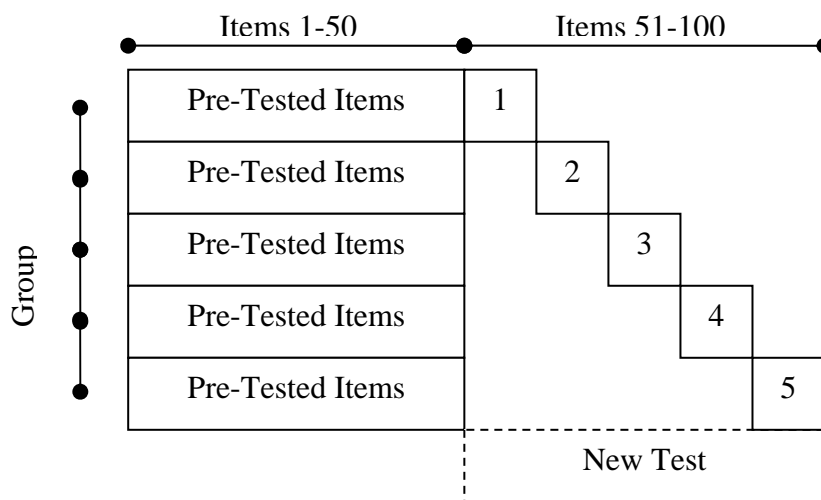 Items 1-50
Items 51-100
Group
Pre-Tested Items
1
Pre-Tested Items
2
Pre-Tested Items
3
Pre-Tested Items
4
Pre-Tested Items
5
New Test